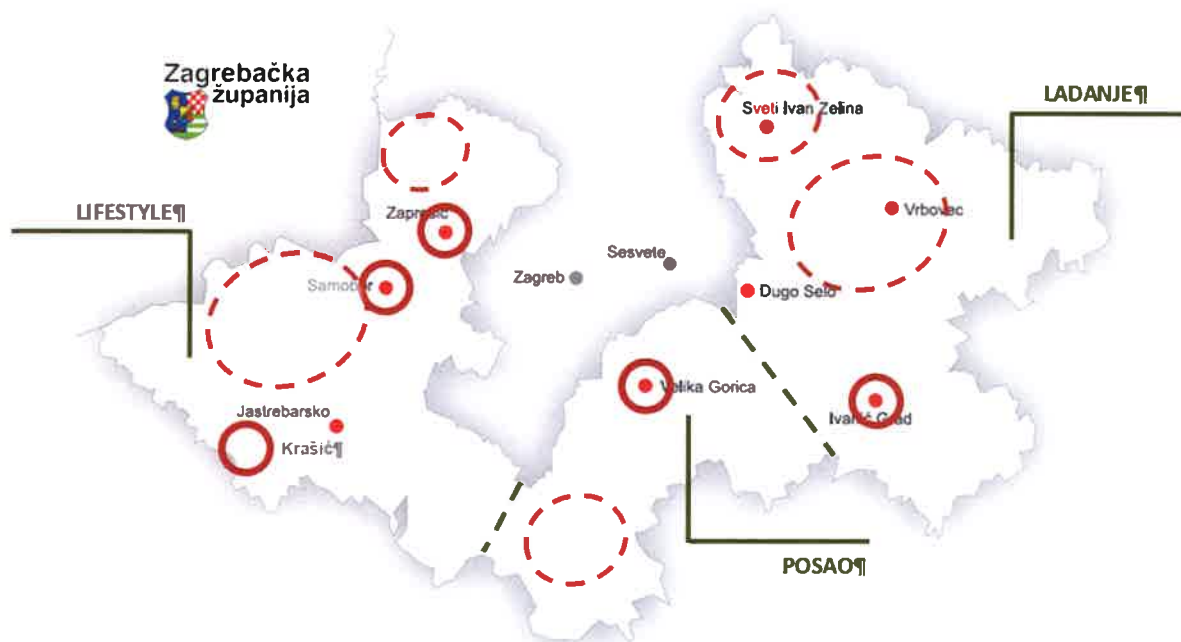 Zagrebačka
županija
Sveti Ivan Zelina
LADANJE¶
LIFESTYLE¶
Zaprešić
Vrbovec
Sesvete
Zagreb
Samobor
Dugo Selo
Velika Gorica
Jastrebarsko
Ivanić Grad
Krašić¶
POSAO¶